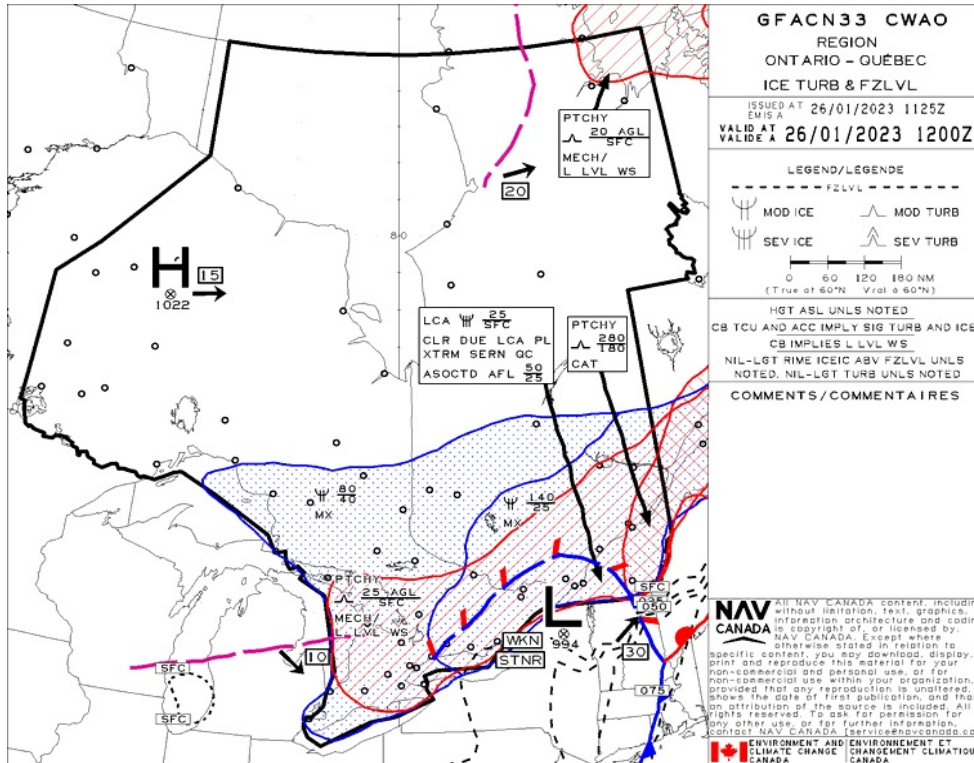 GFACN33 CWAO
REGION
ONTARIO - QUÉBEC
ICE TURB & FZLVL
ISSUED AT
ÉMIS À
26/01/2023 1125Z
VALID AT
VALIDE À
26/01/2023 1200Z
LEGEND/LÉGENDE
FZLVL
MOD ICE
MOD TURB
SEV ICE
SEV TURB
0 60 120 180 NM
(True at 60°N Vrai à 60°N)
HGT ASL UNLS NOTED
CB TCU AND ACC IMPLY SIG TURB AND ICE
CB IMPLIES L LVL WS
NIL-LGT RIME ICEIC ABV FZLVL UNLS
NOTED. NIL-LGT TURB UNLS NOTED
COMMENTS/COMMENTAIRES
PTCHY
20 AGL
SFC
MECH/
L LVL WS
20
80
H
15
1022
LCA 25
SFC
CLR DUE LCA PL
XTRM SERN QC
ASOCTD AFL 50
25
PTCHY
280
180
CAT
80
40
MX
140
25
MX
PTCHY
25 AGL
SFC
MECH/
L LVL WS
10
SFC
SFC
L
994
WKN
STNR
SFC
050
30
075
NAV
CANADA
All NAV CANADA content, including
without limitation, text, graphics,
information architecture and coding
is copyright of, or licensed by,
NAV CANADA. Except where
otherwise stated in relation to
specific content, you may download, display,
print and reproduce this material for your
non-commercial and personal use, or for
non-commercial use within your organization,
provided that any reproduction is unaltered,
shows the date of first publication, and that
an attribution of the source is included. All
rights reserved. To ask for permission for
any other use, or for further information,
contact NAV CANADA [service@navcanada.ca
ENVIRONMENT AND
CLIMATE CHANGE
CANADA
ENVIRONNEMENT ET
CHANGEMENT CLIMATIQUE
CANADA